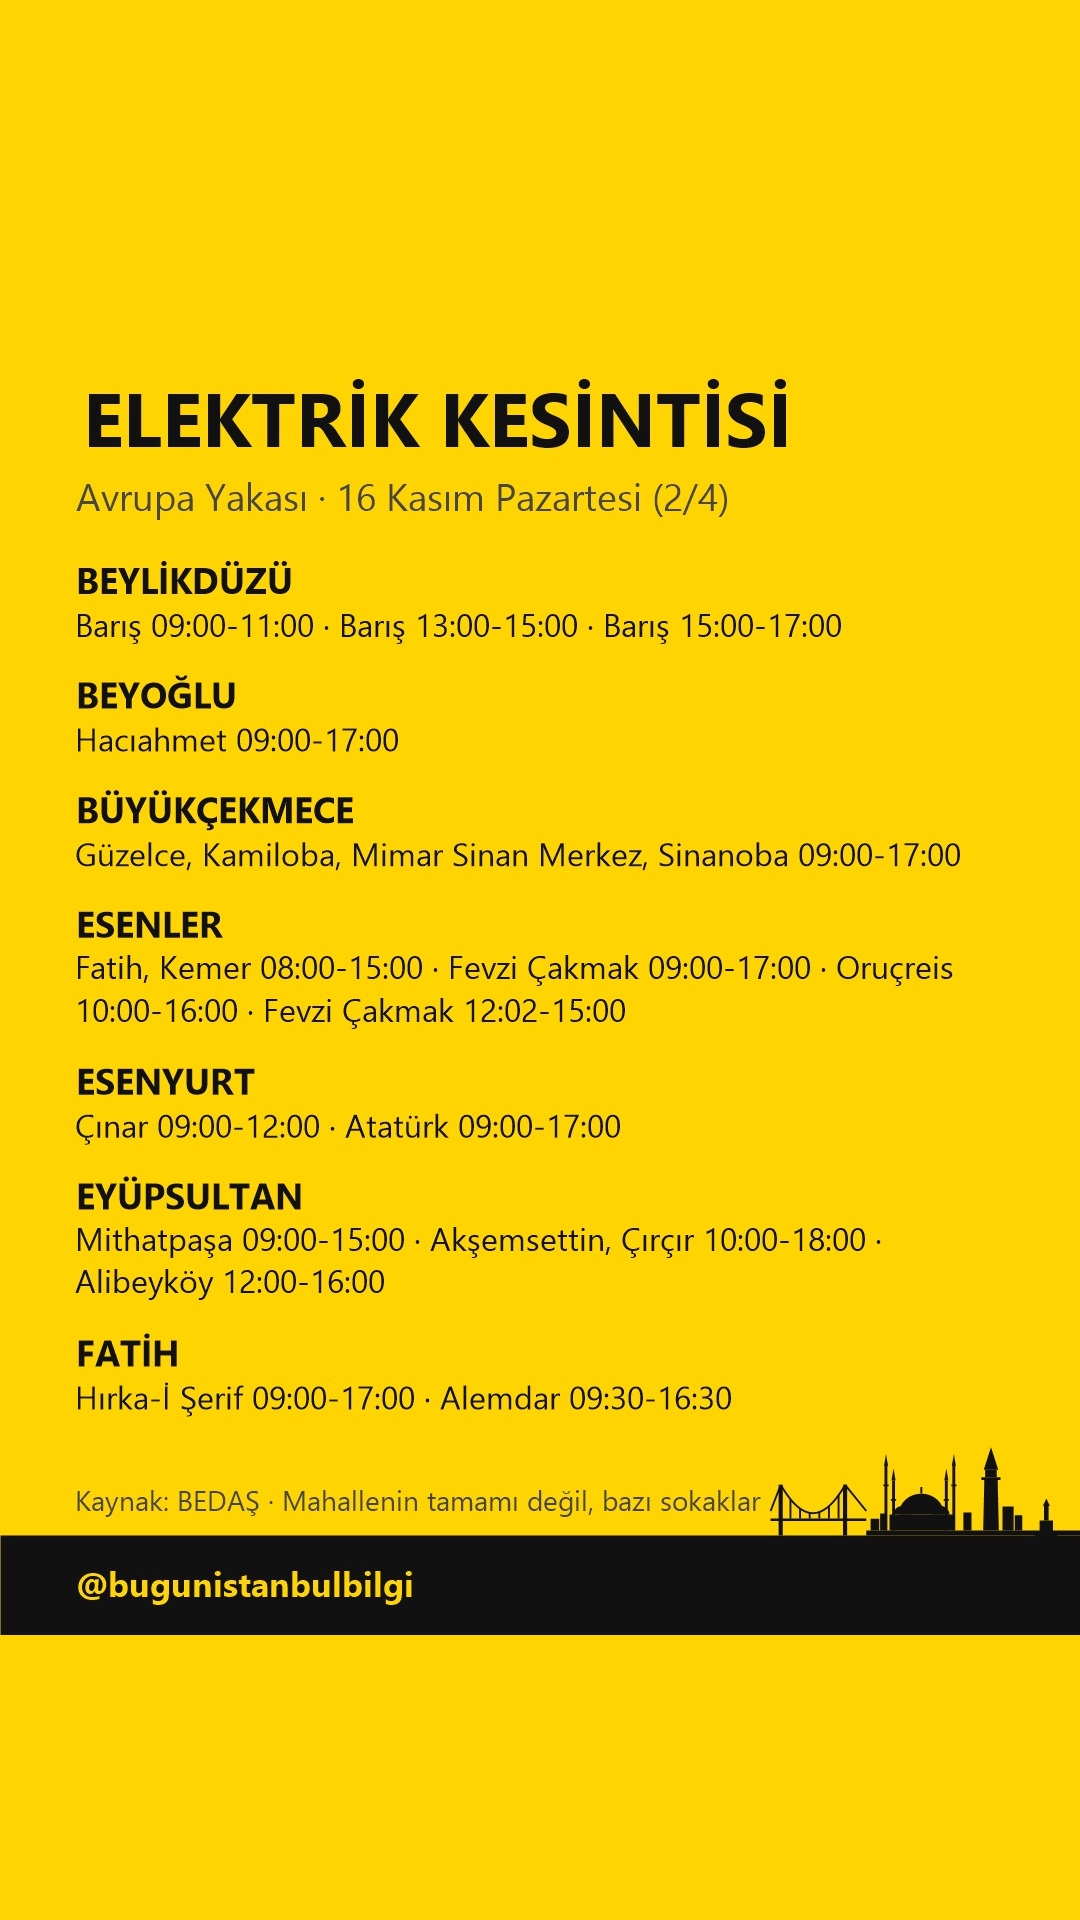 ELEKTRİK KESİNTİSİ
Avrupa Yakası · 16 Kasım Pazartesi (2/4)
BEYLİKDÜZÜ
Barış 09:00-11:00 · Barış 13:00-15:00 · Barış 15:00-17:00
BEYOĞLU
Hacıahmet 09:00-17:00
BÜYÜKÇEKMECE
Güzelce, Kamiloba, Mimar Sinan Merkez, Sinanoba 09:00-17:00
ESENLER
Fatih, Kemer 08:00-15:00 · Fevzi Çakmak 09:00-17:00 · Oruçreis
10:00-16:00 · Fevzi Çakmak 12:02-15:00
ESENYURT
Çınar 09:00-12:00 · Atatürk 09:00-17:00
EYÜPSULTAN
Mithatpaşa 09:00-15:00 · Akşemsettin, Çırçır 10:00-18:00 ·
Alibeyköy 12:00-16:00
FATİH
Hırka-İ Şerif 09:00-17:00 · Alemdar 09:30-16:30
Kaynak: BEDAŞ · Mahallenin tamamı değil, bazı sokaklar
@bugunistanbulbilgi